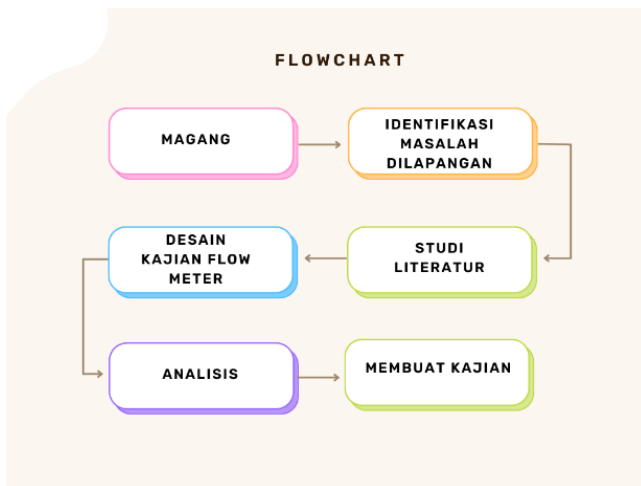 FLOWCHART
MAGANG
IDENTIFIKASI
MASALAH
DILAPANGAN
STUDI
LITERATUR
DESAIN
KAJIAN FLOW
METER
ANALISIS
MEMBUAT KAJIAN